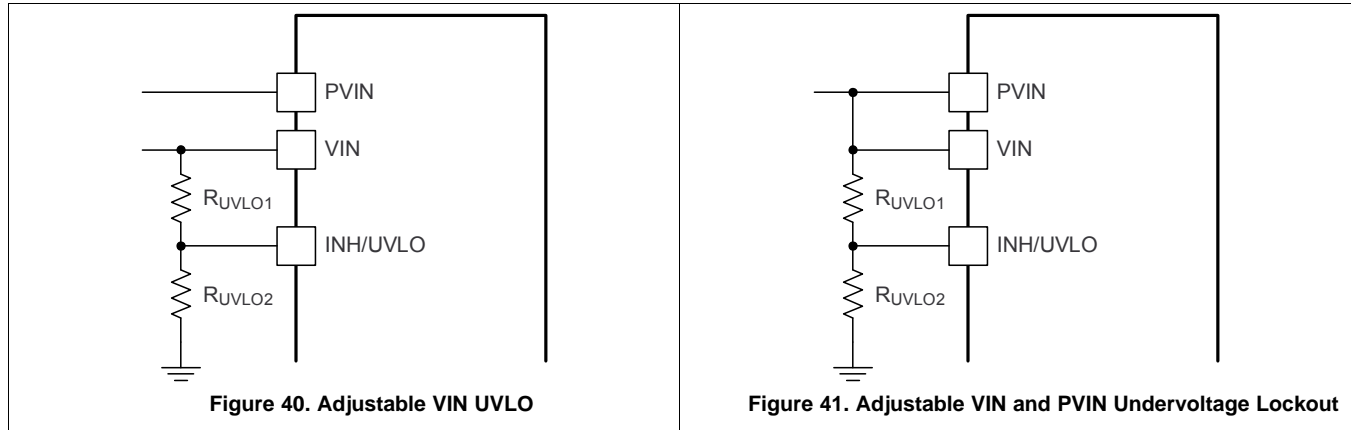 PVIN
VIN
RUVLO1
INH/UVLO
RUVLO2
Figure 40. Adjustable VIN UVLO
PVIN
VIN
RUVLO1
INH/UVLO
RUVLO2
Figure 41. Adjustable VIN and PVIN Undervoltage Lockout